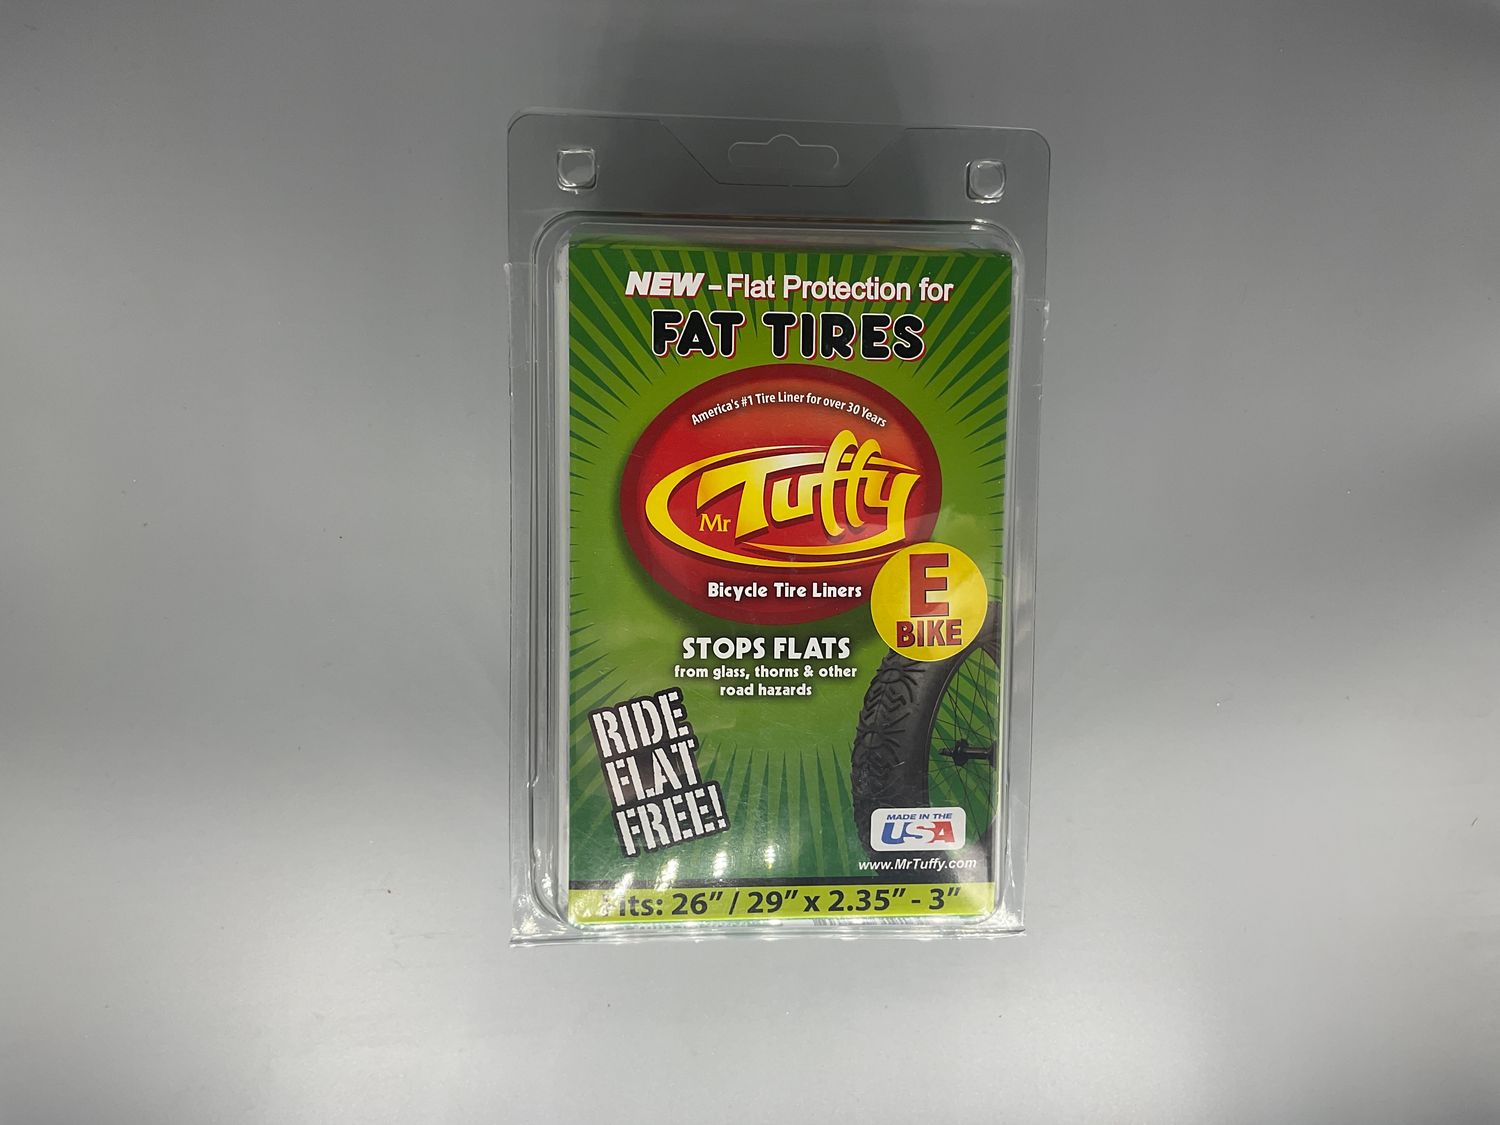 NEW - Flat Protection for
FAT TIRES
America's #1 Tire Liner for over 30 Years
Mr Tuffy
Bicycle Tire Liners
E
BIKE
STOPS FLATS
from glass, thorns & other
road hazards
RIDE
FLAT
FREE!
MADE IN THE
USA
www.MrTuffy.com
Fits: 26” / 29” x 2.35” - 3”